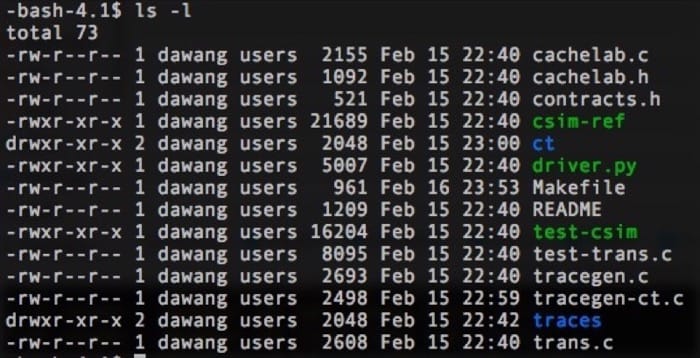 -bash-4.1$ ls -l
total 73
-rw-r--r-- 1 dawang users  2155 Feb 15 22:40 cachelab.c
-rw-r--r-- 1 dawang users  1092 Feb 15 22:40 cachelab.h
-rw-r--r-- 1 dawang users   521 Feb 15 22:40 contracts.h
-rwxr-xr-x 1 dawang users 21689 Feb 15 22:40 csim-ref
drwxr-xr-x 2 dawang users  2048 Feb 15 23:00 ct
-rwxr-xr-x 1 dawang users  5007 Feb 15 22:40 driver.py
-rw-r--r-- 1 dawang users   961 Feb 16 23:53 Makefile
-rw-r--r-- 1 dawang users  1209 Feb 15 22:40 README
-rwxr-xr-x 1 dawang users 16204 Feb 15 22:40 test-csim
-rw-r--r-- 1 dawang users  8095 Feb 15 22:40 test-trans.c
-rw-r--r-- 1 dawang users  2693 Feb 15 22:40 tracegen.c
-rw-r--r-- 1 dawang users  2498 Feb 15 22:59 tracegen-ct.c
drwxr-xr-x 2 dawang users  2048 Feb 15 22:42 traces
-rw-r--r-- 1 dawang users  2608 Feb 15 22:40 trans.c
-bash-4.1$